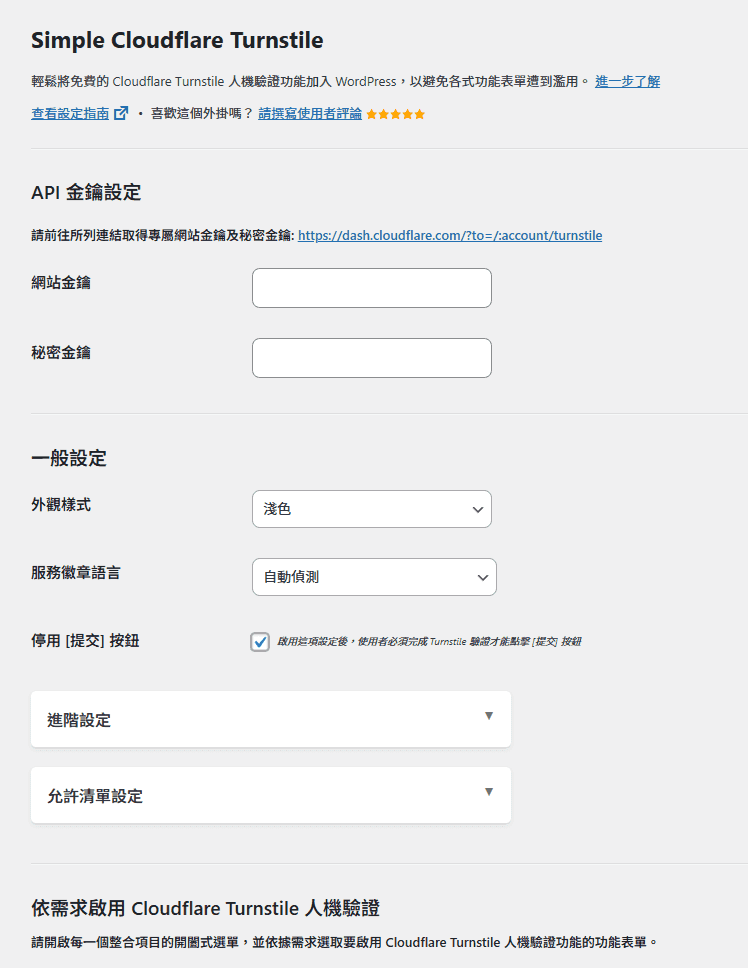 Simple Cloudflare Turnstile
輕鬆將免費的 Cloudflare Turnstile 人機驗證功能加入 WordPress，以避免各式功能表單遭到濫用。 進一步了解
查看設定指南 • 喜歡這個外掛嗎？ 請撰寫使用者評論 ★★★★★
API 金鑰設定
請前往所列連結取得專屬網站金鑰及秘密金鑰: https://dash.cloudflare.com/?to=/:account/turnstile
網站金鑰
秘密金鑰
一般設定
外觀樣式 淺色
服務徽章語言 自動偵測
停用 [提交] 按鈕 啟用這項設定後，使用者必須完成 Turnstile 驗證才能點擊 [提交] 按鈕
進階設定 ▼
允許清單設定 ▼
依需求啟用 Cloudflare Turnstile 人機驗證
請開啟每一個整合項目的開闔式選單，並依據需求選取要啟用 Cloudflare Turnstile 人機驗證功能的功能表單。